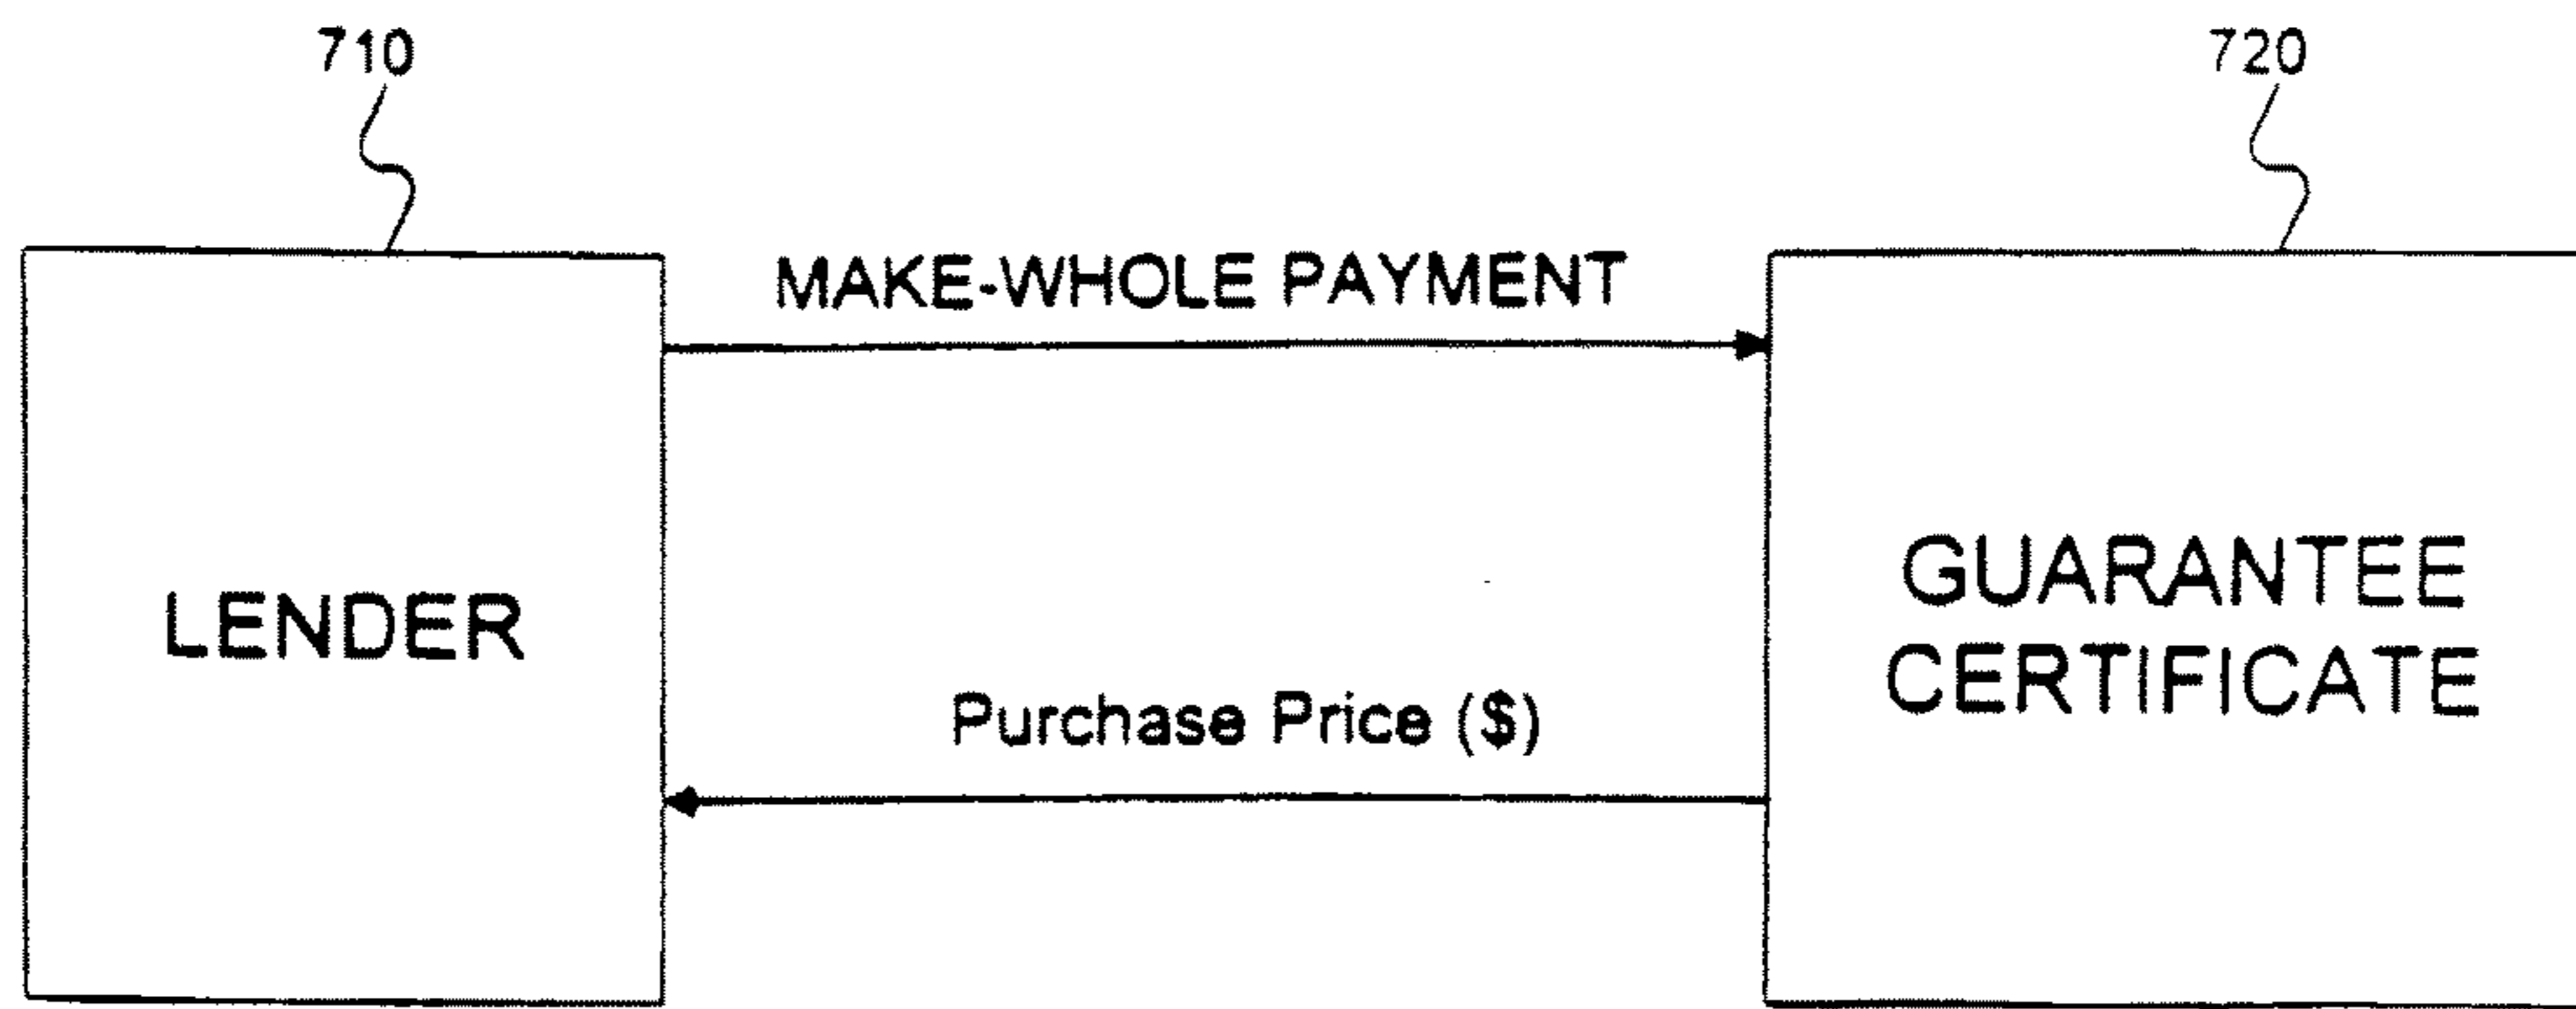 710
720
MAKE-WHOLE PAYMENT
LENDER
GUARANTEE
CERTIFICATE
Purchase Price ($)